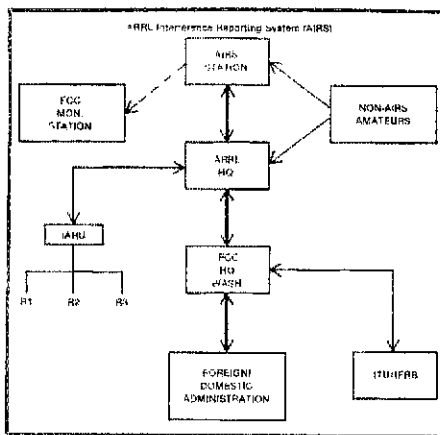 ARRL Interference Reporting System (AIRS)
AIRS
STATION
FCC
MON.
STATION
NON-AIRS
AMATEURS
ARRL
HQ
IARU
R1 R2 R3
FCC
HQ
WASH
FOREIGN/
DOMESTIC
ADMINISTRATION
ITU/IFRB